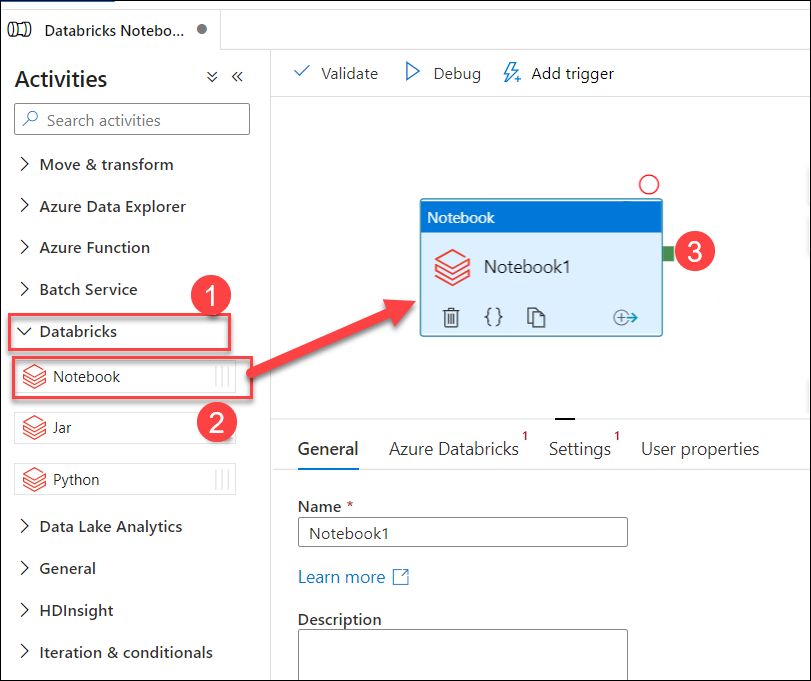 Databricks Notebo...
Activities
Search activities
Move & transform
Azure Data Explorer
Azure Function
Batch Service
1
Databricks
Notebook
2
Jar
Python
Data Lake Analytics
General
HDInsight
Iteration & conditionals
Validate
Debug
Add trigger
Notebook
Notebook1
{}
3
General
Azure Databricks 1
Settings 1
User properties
Name *
Notebook1
Learn more
Description